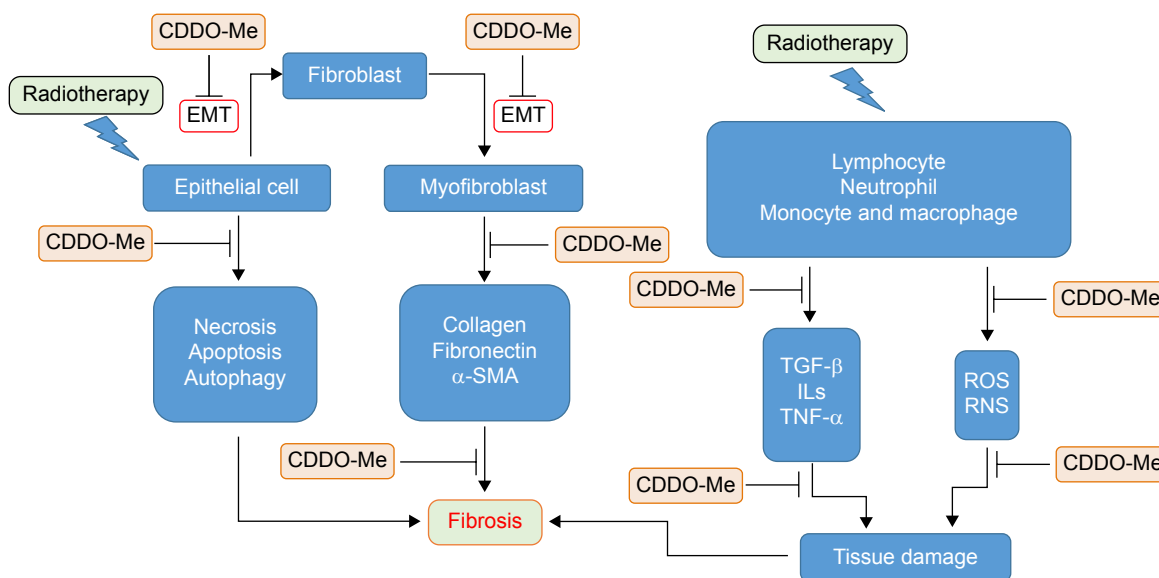 CDDO-Me
CDDO-Me
Radiotherapy
Fibroblast
Radiotherapy
EMT
EMT
Epithelial cell
Myofibroblast
Lymphocyte
Neutrophil
Monocyte and macrophage
CDDO-Me
CDDO-Me
CDDO-Me
CDDO-Me
Necrosis
Apoptosis
Autophagy
Collagen
Fibronectin
α-SMA
TGF-β
ILs
TNF-α
ROS
RNS
CDDO-Me
CDDO-Me
CDDO-Me
Fibrosis
Tissue damage